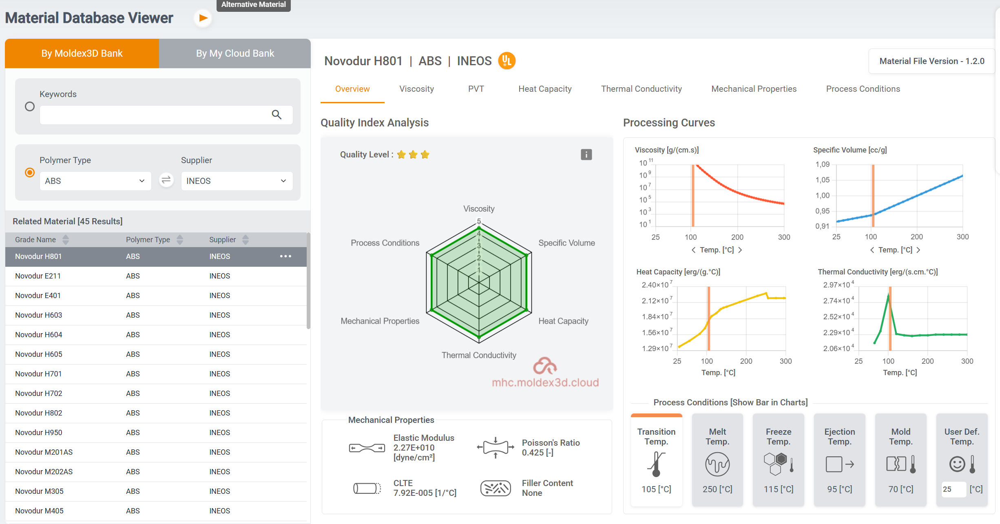 Alternative Material
Material Database Viewer
By Moldex3D Bank
By My Cloud Bank
Keywords
Polymer Type
Supplier
ABS
INEOS
Related Material [45 Results]
Grade Name Polymer Type Supplier
Novodur H801 ABS INEOS
Novodur E211 ABS INEOS
Novodur E401 ABS INEOS
Novodur H603 ABS INEOS
Novodur H604 ABS INEOS
Novodur H605 ABS INEOS
Novodur H701 ABS INEOS
Novodur H702 ABS INEOS
Novodur H802 ABS INEOS
Novodur H950 ABS INEOS
Novodur M201AS ABS INEOS
Novodur M202AS ABS INEOS
Novodur M305 ABS INEOS
Novodur M405 ABS INEOS
Novodur H801 | ABS | INEOS UL
Material File Version - 1.2.0
Overview Viscosity PVT Heat Capacity Thermal Conductivity Mechanical Properties Process Conditions
Quality Index Analysis
Quality Level :
i
Viscosity
Process Conditions
Specific Volume
5
4
3
2
1
Mechanical Properties
Heat Capacity
Thermal Conductivity
mhc.moldex3d.cloud
Mechanical Properties
Elastic Modulus
2.27E+010
[dyne/cm²]
Poisson's Ratio
0.425 [-]
CLTE
7.92E-005 [1/°C]
Filler Content
None
Processing Curves
Viscosity [g/(cm.s)]
10 11
10 9
10 7
10 5
10 3
10 1
25 100 200 300
< Temp. [°C] >
Specific Volume [cc/g]
1,09
1,05
1,00
0,95
0,91
25 100 200 300
< Temp. [°C] >
Heat Capacity [erg/(g.°C)]
2.40×10 7
2.12×10 7
1.84×10 7
1.56×10 7
1.29×10 7
25 100 200 300
Temp. [°C]
Thermal Conductivity [erg/(s.cm.°C)]
2.97×10 4
2.74×10 4
2.52×10 4
2.29×10 4
2.06×10 4
25 100 200 300
Temp. [°C]
Process Conditions [Show Bar in Charts]
Transition
Temp.
105 [°C]
Melt
Temp.
250 [°C]
Freeze
Temp.
115 [°C]
Ejection
Temp.
95 [°C]
Mold
Temp.
70 [°C]
User Def.
Temp.
25 [°C]